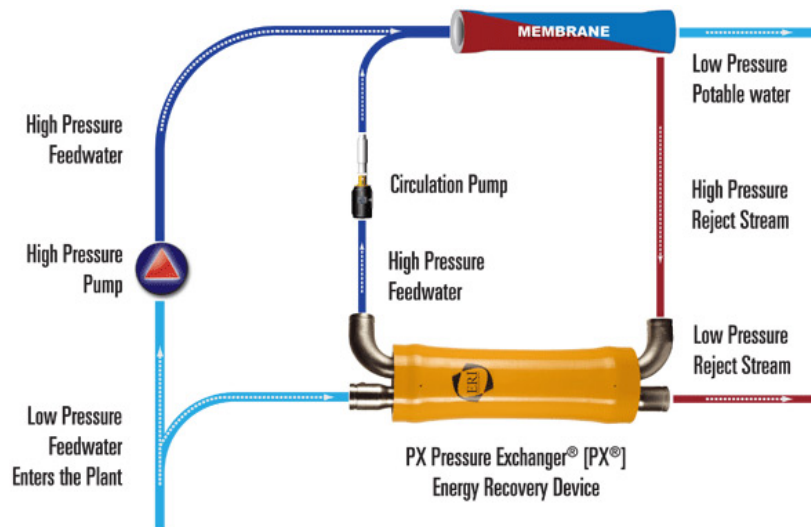 MEMBRANE
Low Pressure
Potable water
High Pressure
Feedwater
Circulation Pump
High Pressure
Reject Stream
High Pressure
Pump
High Pressure
Feedwater
Low Pressure
Reject Stream
ERI
Low Pressure
Feedwater
Enters the Plant
PX Pressure Exchanger® [PX®]
Energy Recovery Device